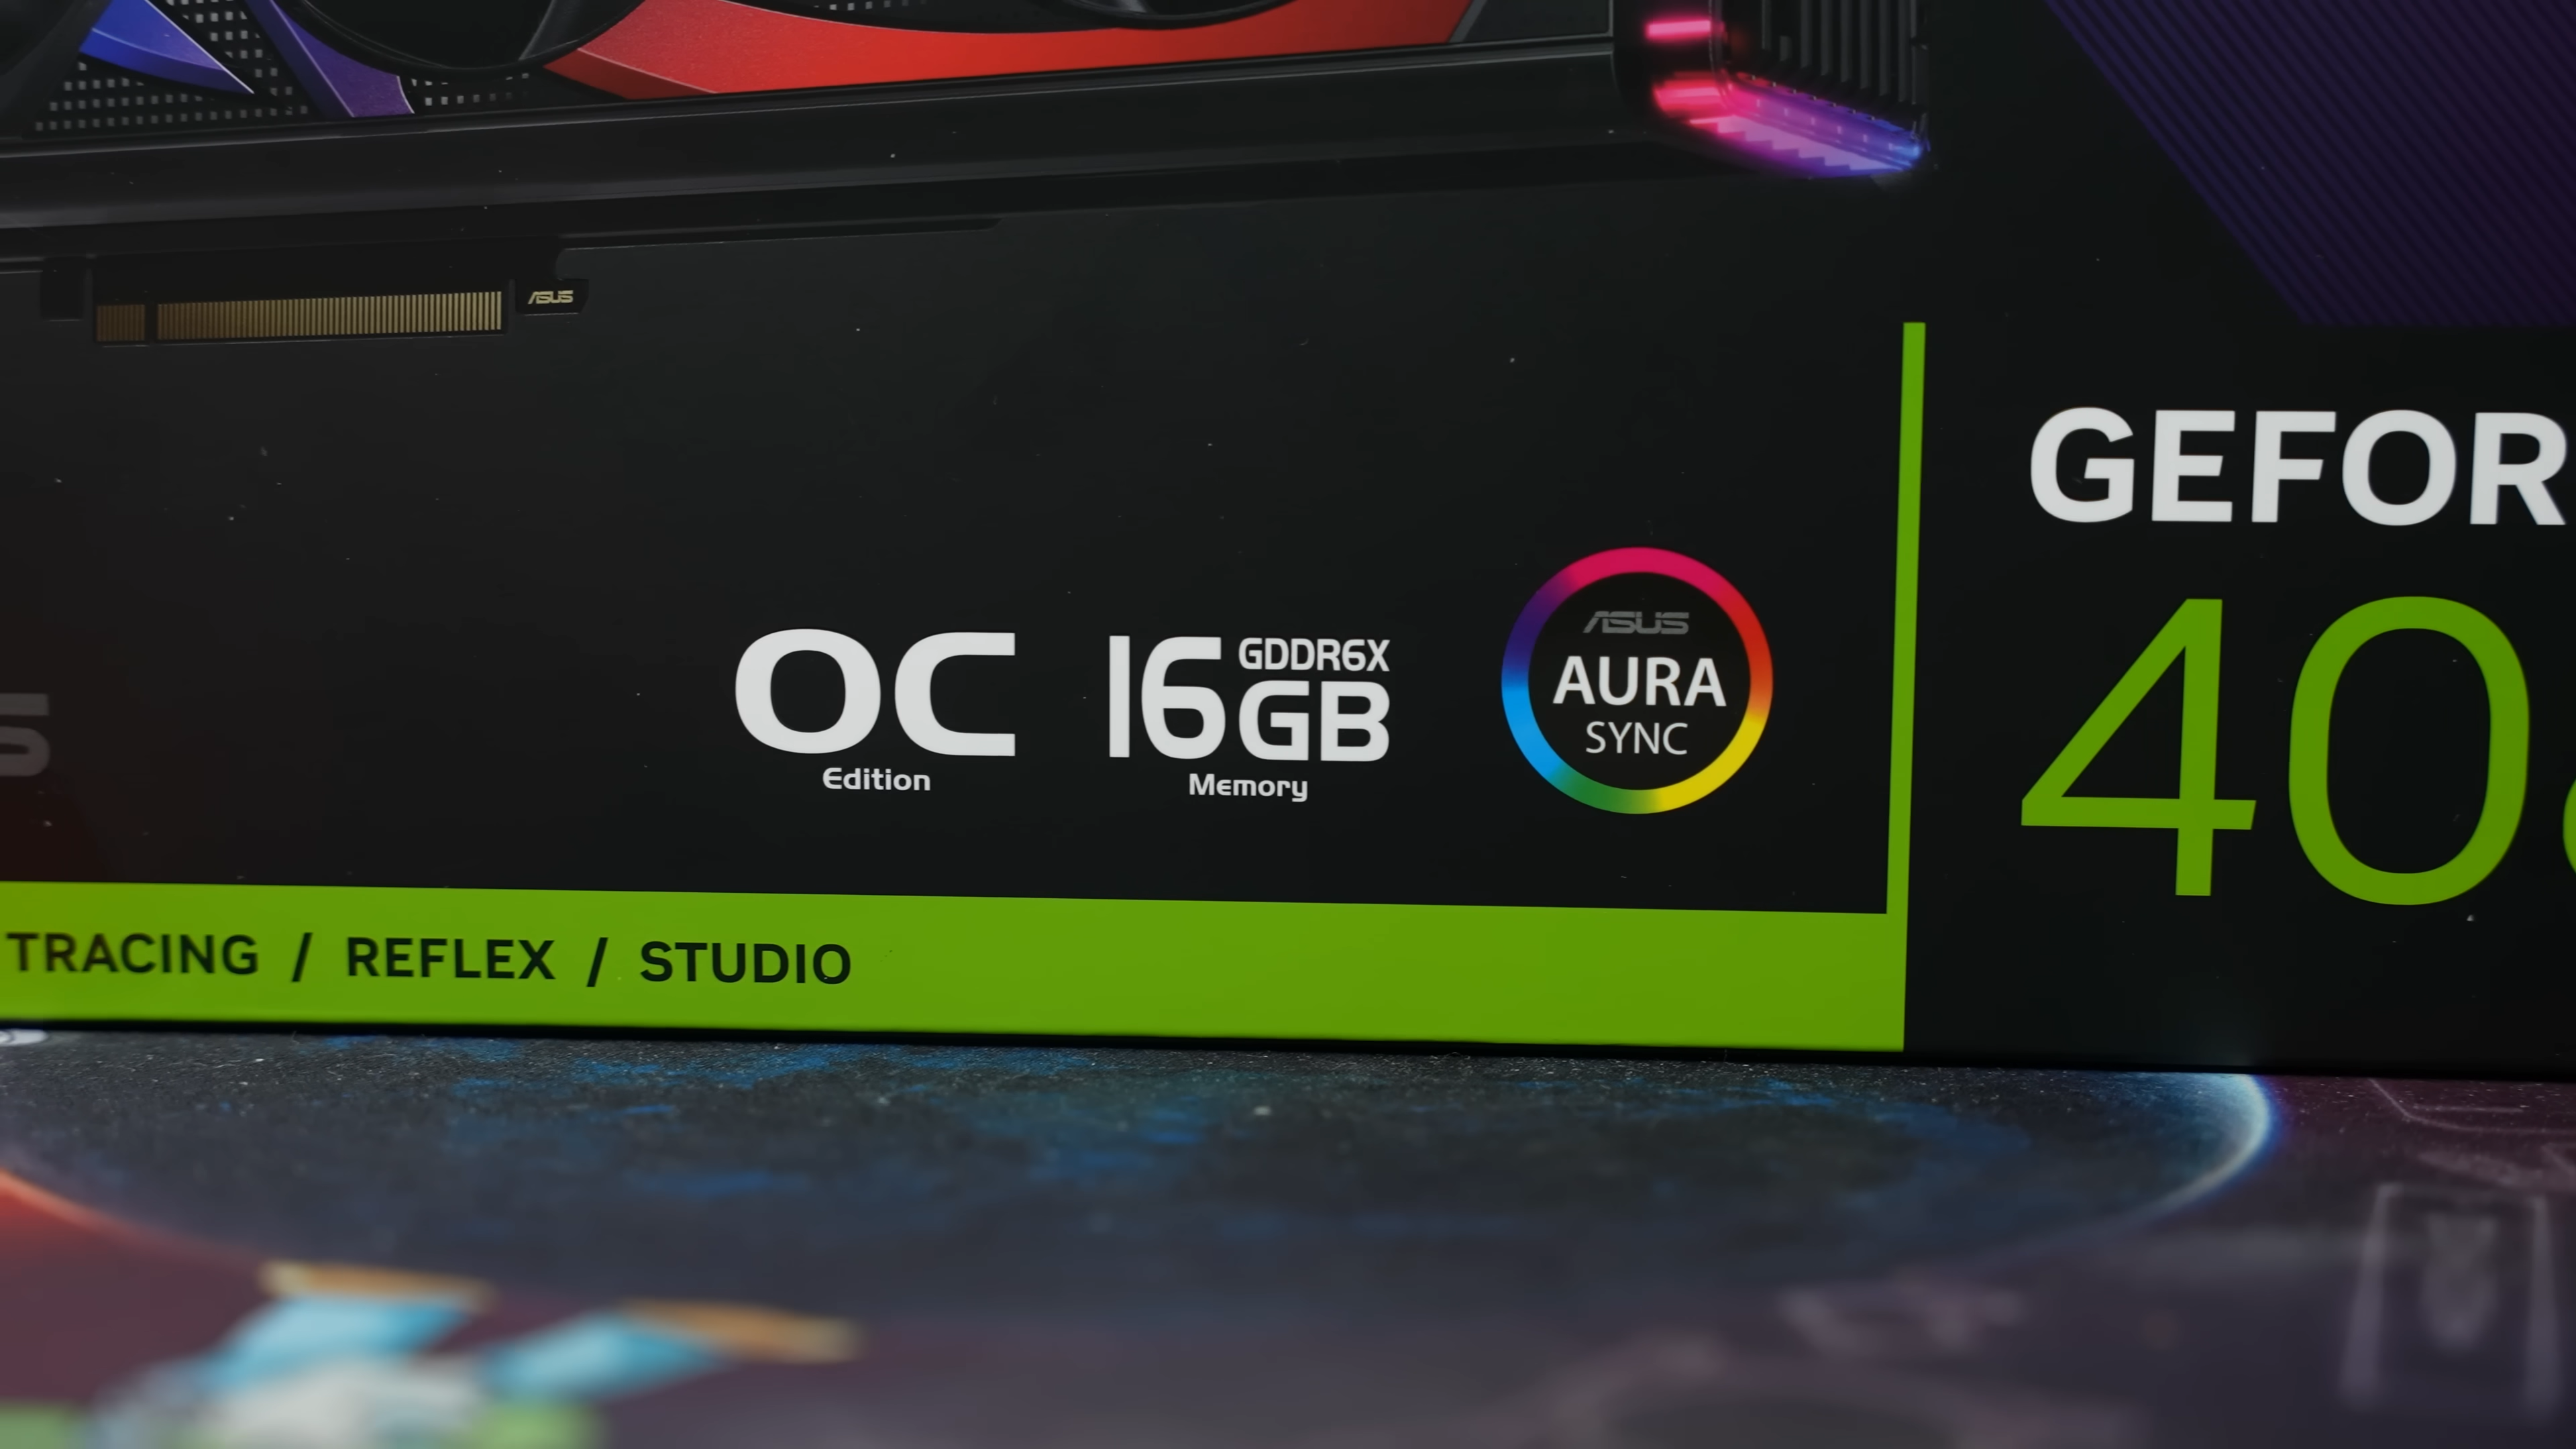 ASUS
GEFOR
40
OC
Edition
16GB
GDDR6X
Memory
ASUS
AURA
SYNC
S
TRACING / REFLEX / STUDIO